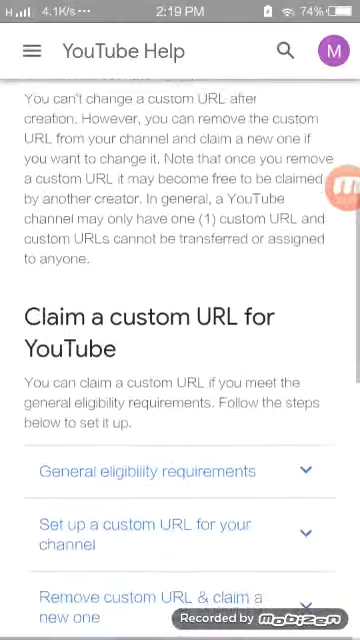 H 4.1K/s ••• 2:19 PM 74%
YouTube Help M
You can't change a custom URL after
creation. However, you can remove the custom
URL from your channel and claim a new one if
you want to change it. Note that once you remove
a custom URL it may become free to be claimed
by another creator. In general, a YouTube
channel may only have one (1) custom URL and
custom URLs cannot be transferred or assigned
to anyone.
Claim a custom URL for
YouTube
You can claim a custom URL if you meet the
general eligibility requirements. Follow the steps
below to set it up.
General eligibility requirements
Set up a custom URL for your
channel
Remove custom URL & claim a
new one
Recorded by mobizen